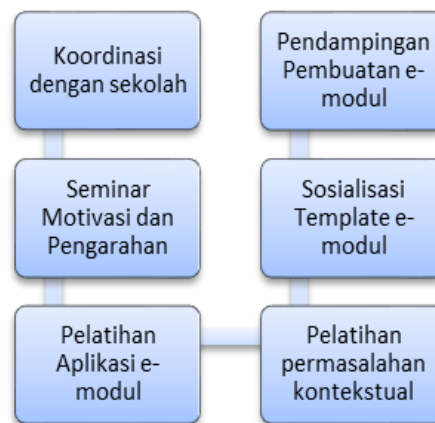 Koordinasi
dengan sekolah
Seminar
Motivasi dan
Pengarahan
Pelatihan
Aplikasi e-
modul
Pelatihan
permasalahan
kontekstual
Sosialisasi
Template e-
modul
Pendampingan
Pembuatan e-
modul